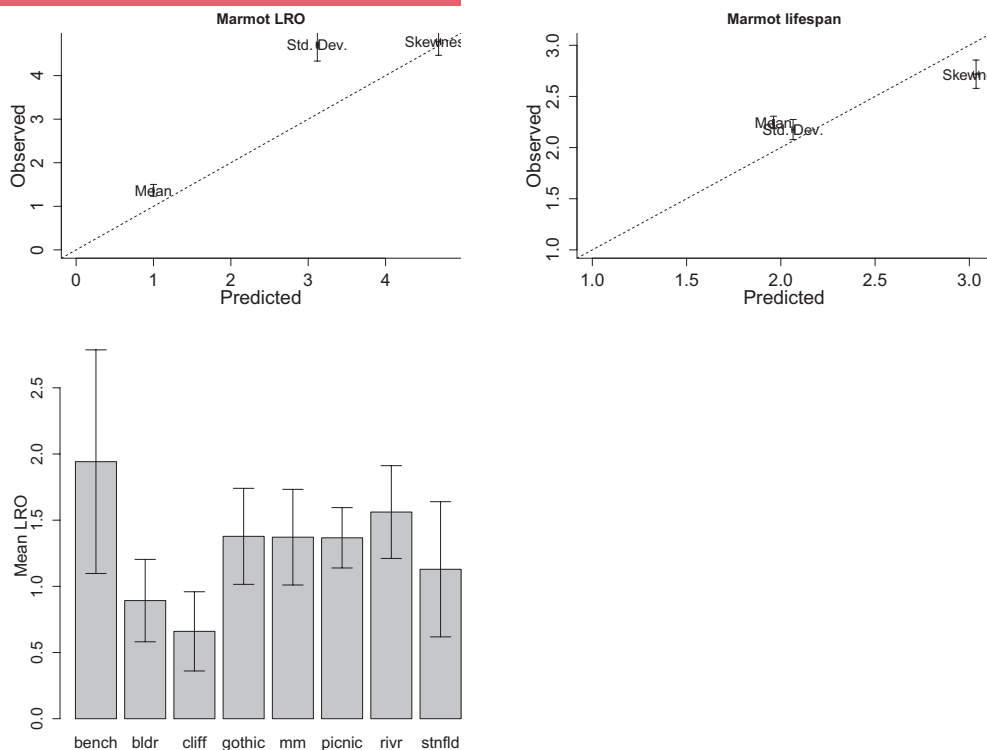 Marmot LRO
Std. Dev.
Skewnes
Mean
Observed
0 1 2 3 4
0 1 2 3 4
Predicted
Marmot lifespan
Skewn
Mean
Std. Dev.
Observed
1.0 1.5 2.0 2.5 3.0
1.0 1.5 2.0 2.5 3.0
Predicted
Mean LRO
0.0 0.5 1.0 1.5 2.0 2.5
bench bldr cliff gothic mm picnic rivr stnfld